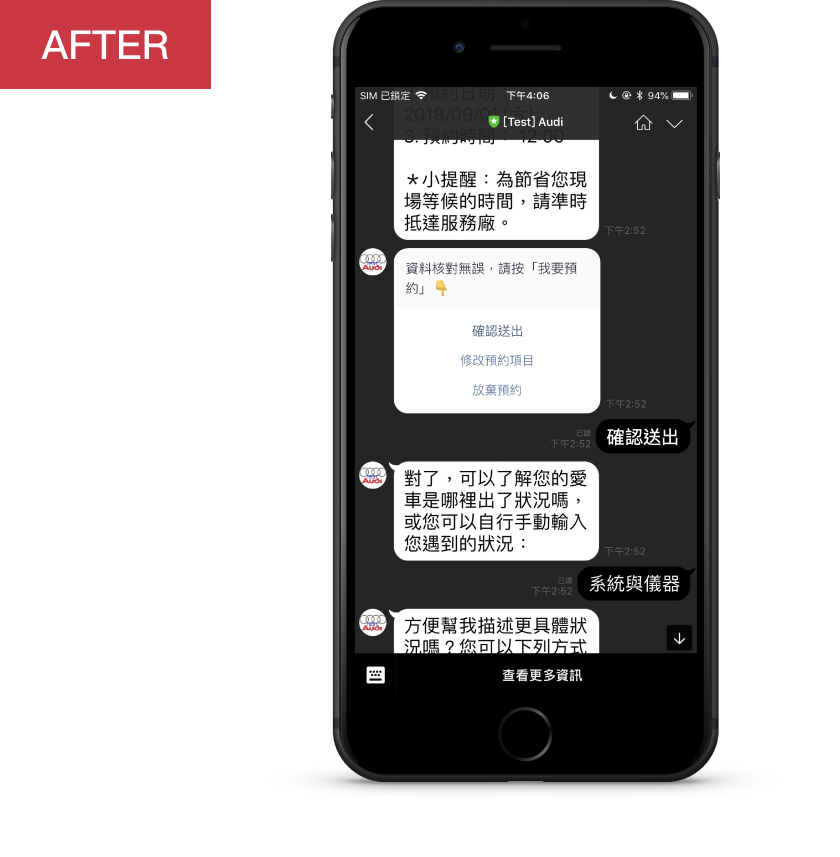 AFTER
SIM 已鎖定
下午4:06
94%
預約日期
2018/09/01 (六)
[Test] Audi
3. 預約時間： 12:00
＊小提醒：為節省您現
場等候的時間，請準時
抵達服務廠。
下午2:52
Audi
資料核對無誤，請按「我要預
約」👇
確認送出
修改預約項目
放棄預約
下午2:52
已讀
下午2:52
確認送出
Audi
對了，可以了解您的愛
車是哪裡出了狀況嗎，
或您可以自行手動輸入
您遇到的狀況：
下午2:52
已讀
下午2:52
系統與儀器
Audi
方便幫我描述更具體狀
況嗎？您可以下列方式
查看更多資訊